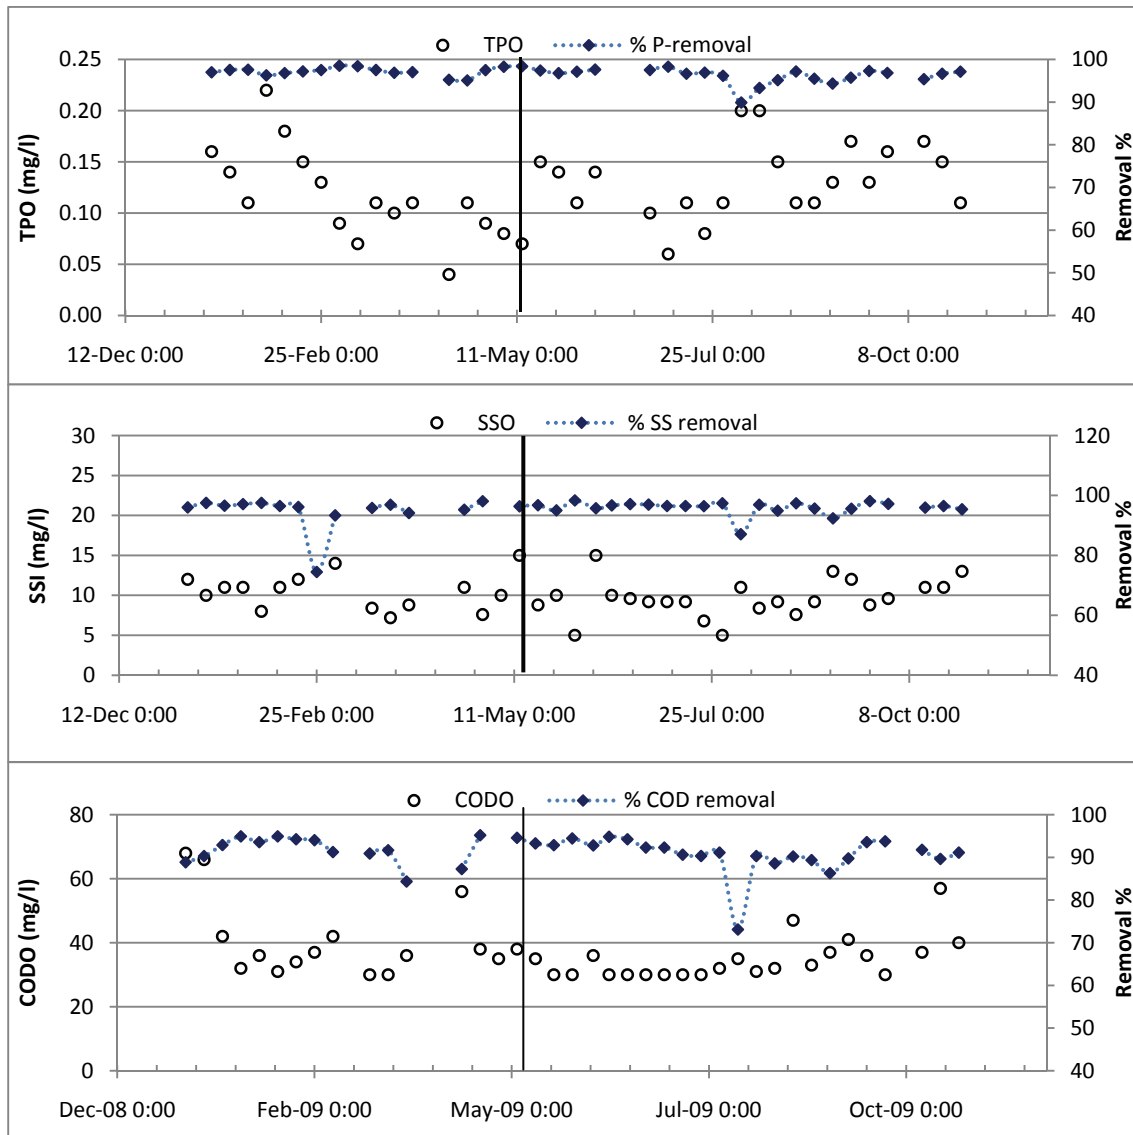 TPO % P-removal
0.25 100
90
0.20
80
0.15
70
0.10
60
0.05
50
0.00 40
TPO (mg/l)
Removal %
12-Dec 0:00 25-Feb 0:00 11-May 0:00 25-Jul 0:00 8-Oct 0:00
SSO % SS removal
30 120
25
100
20
15 80
10
60
5
0 40
SSI (mg/l)
Removal %
12-Dec 0:00 25-Feb 0:00 11-May 0:00 25-Jul 0:00 8-Oct 0:00
CODO % COD removal
80 100
90
60
80
40 70
60
20
50
0 40
CODO (mg/l)
Removal %
Dec-08 0:00 Feb-09 0:00 May-09 0:00 Jul-09 0:00 Oct-09 0:00